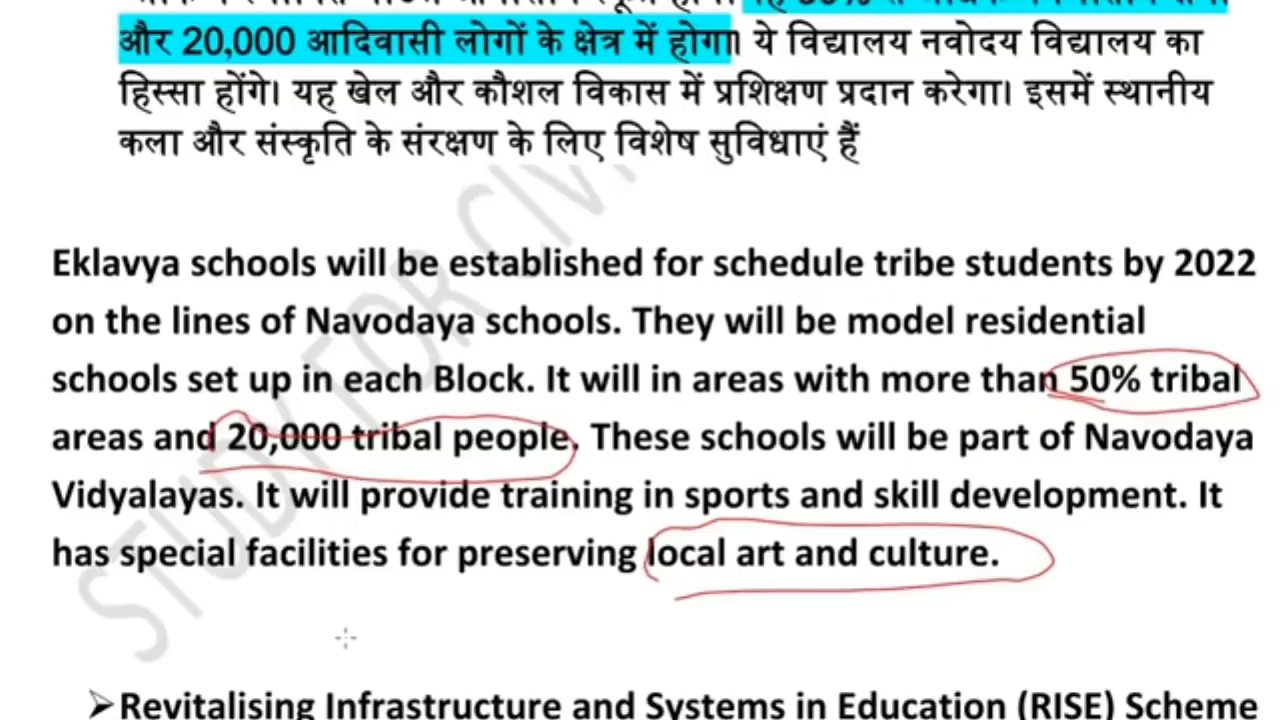 और 20,000 आदिवासी लोगों के क्षेत्र में होगा। ये विद्यालय नवोदय विद्यालय का
हिस्सा होंगे। यह खेल और कौशल विकास में प्रशिक्षण प्रदान करेगा। इसमें स्थानीय
कला और संस्कृति के संरक्षण के लिए विशेष सुविधाएं हैं
STUDY FOR CIVI
Eklavya schools will be established for schedule tribe students by 2022
on the lines of Navodaya schools. They will be model residential
schools set up in each Block. It will in areas with more than 50% tribal
areas and 20,000 tribal people. These schools will be part of Navodaya
Vidyalayas. It will provide training in sports and skill development. It
has special facilities for preserving local art and culture.
➢Revitalising Infrastructure and Systems in Education (RISE) Scheme